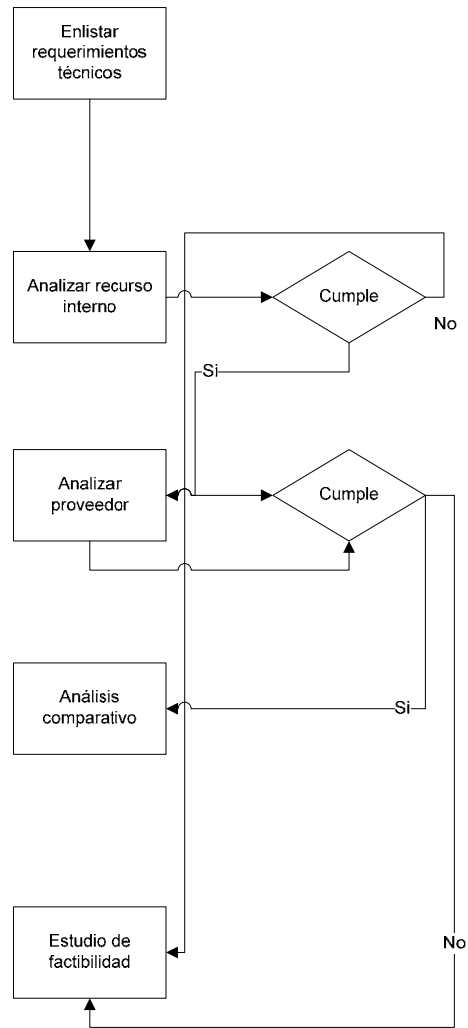 Enlistar
requerimientos
técnicos
Analizar recurso
interno
Cumple
No
Si
Analizar
proveedor
Cumple
Análisis
comparativo
Si
Estudio de
factibilidad
No